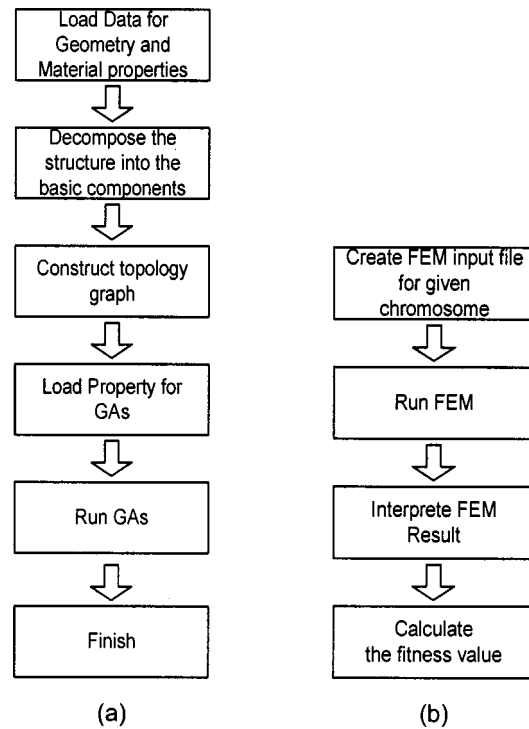 Load Data for
Geometry and
Material properties
Decompose the
structure into the
basic components
Construct topology
graph
Load Property for
GAs
Run GAs
Finish
(a)
Create FEM input file
for given
chromosome
Run FEM
Interprete FEM
Result
Calculate
the fitness value
(b)